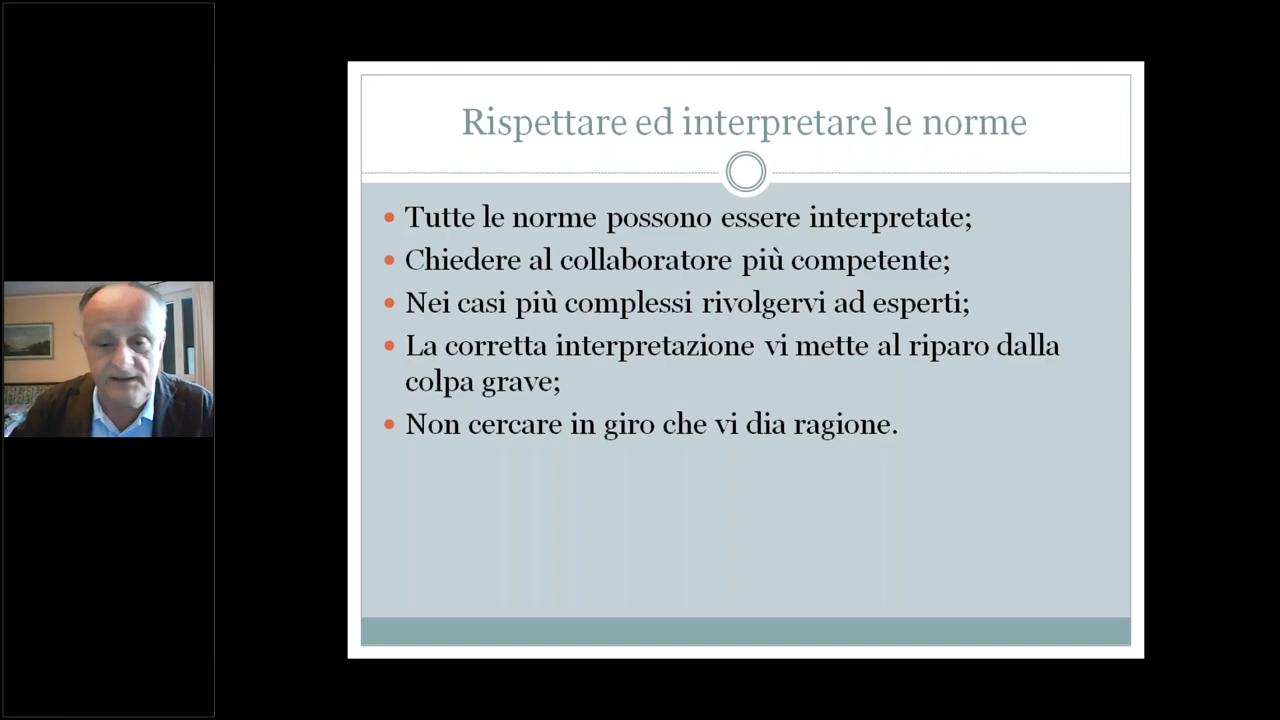 Rispettare ed interpretare le norme
Tutte le norme possono essere interpretate;
Chiedere al collaboratore più competente;
Nei casi più complessi rivolgervi ad esperti;
La corretta interpretazione vi mette al riparo dalla
colpa grave;
Non cercare in giro che vi dia ragione.